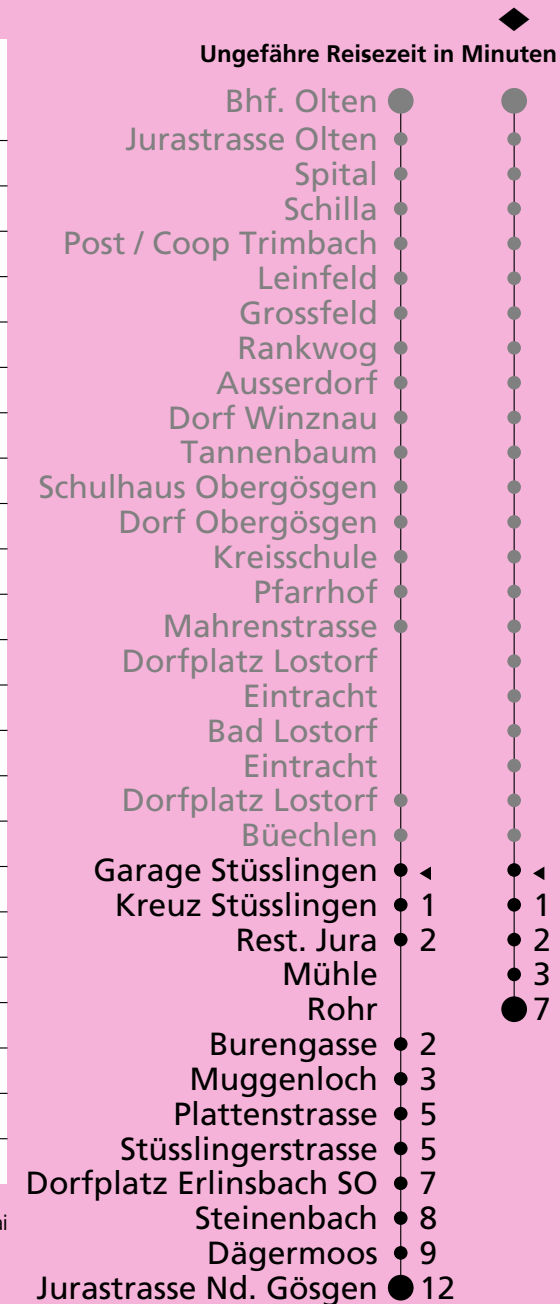 Ungefähre Reisezeit in Minuten
Bhf. Olten
Jurastrasse Olten
Spital
Schilla
Post / Coop Trimbach
Leinfeld
Grossfeld
Rankwog
Ausserdorf
Dorf Winznau
Tannenbaum
Schulhaus Obergösgen
Dorf Obergösgen
Kreisschule
Pfarrhof
Mahrenstrasse
Dorfplatz Lostorf
Eintracht
Bad Lostorf
Eintracht
Dorfplatz Lostorf
Büechlen
Garage Stüsslingen
Kreuz Stüsslingen 1 1
Rest. Jura 2 2
Mühle 3
Rohr 7
Burengasse 2
Muggenloch 3
Plattenstrasse 5
Stüsslingerstrasse 5
Dorfplatz Erlinsbach SO 7
Steinenbach 8
Dägermoos 9
Jurastrasse Nd. Gösgen 12